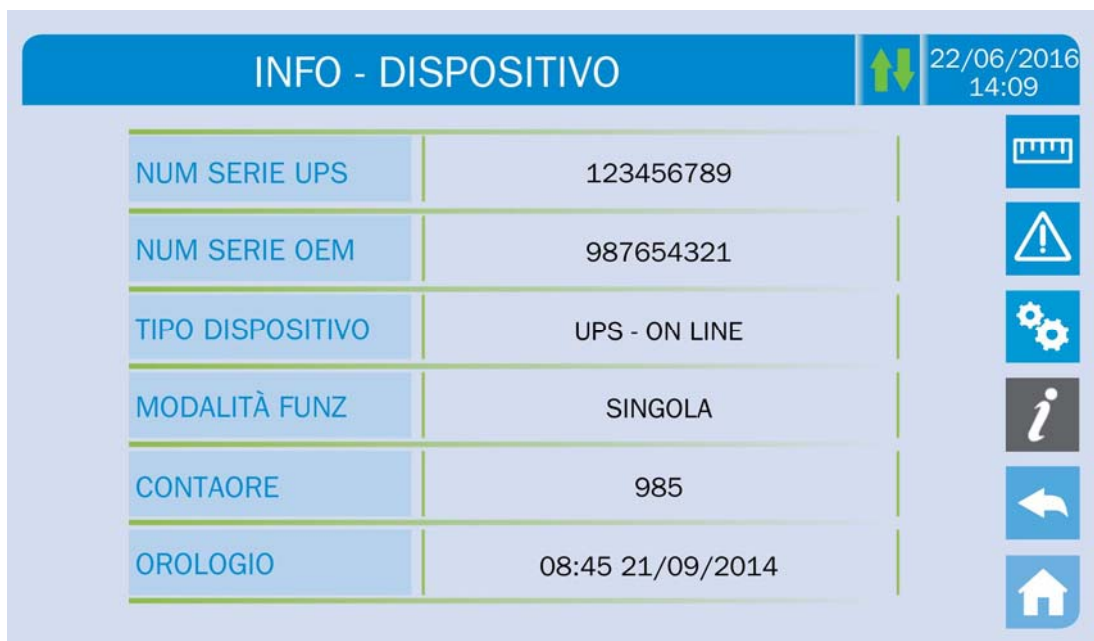 INFO - DISPOSITIVO
22/06/2016
14:09
NUM SERIE UPS 123456789
NUM SERIE OEM 987654321
TIPO DISPOSITIVO UPS - ON LINE
MODALITÀ FUNZ SINGOLA
CONTAORE 985
OROLOGIO 08:45 21/09/2014